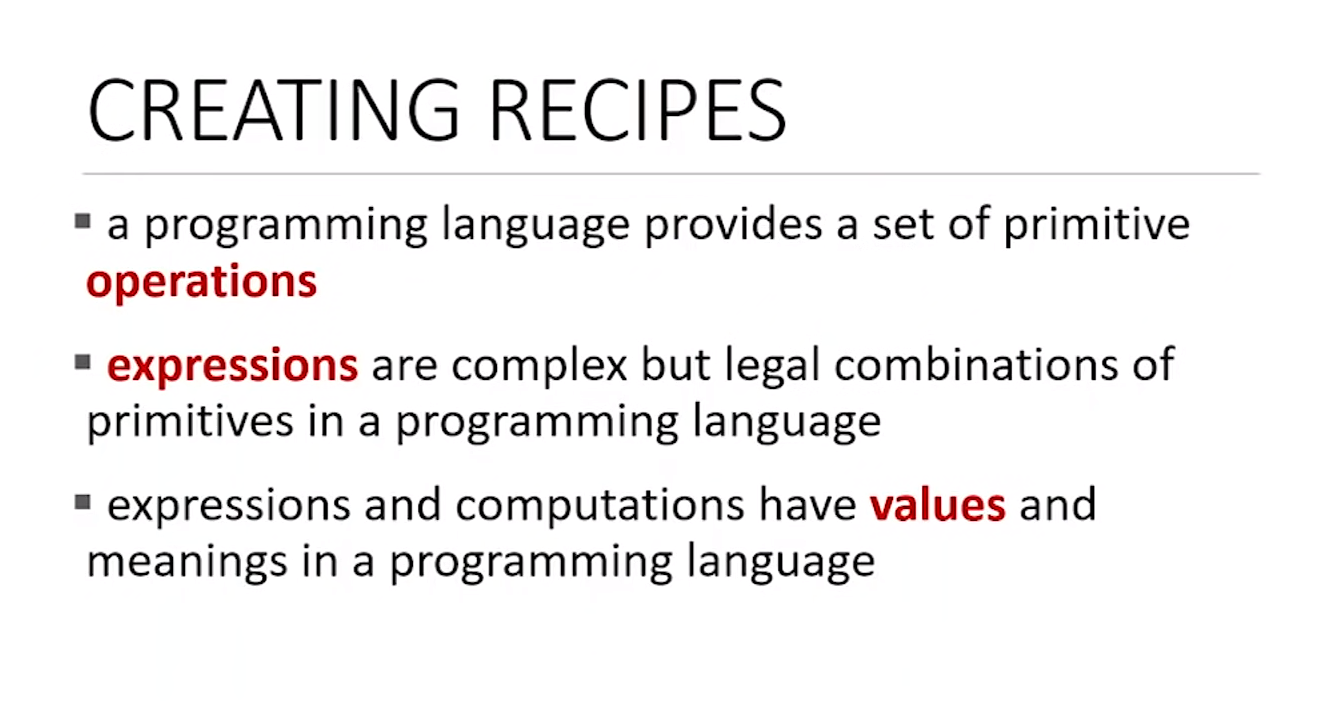 CREATING RECIPES
▪ a programming language provides a set of primitive
operations
▪ expressions are complex but legal combinations of
primitives in a programming language
▪ expressions and computations have values and
meanings in a programming language